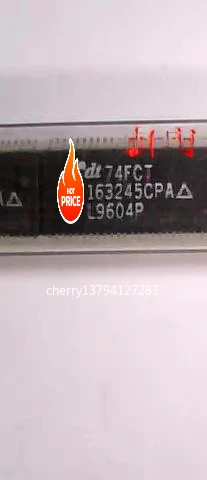 idt 74FCT
163245CPA△
L9604P
HOT
PRICE
cherry13794127283